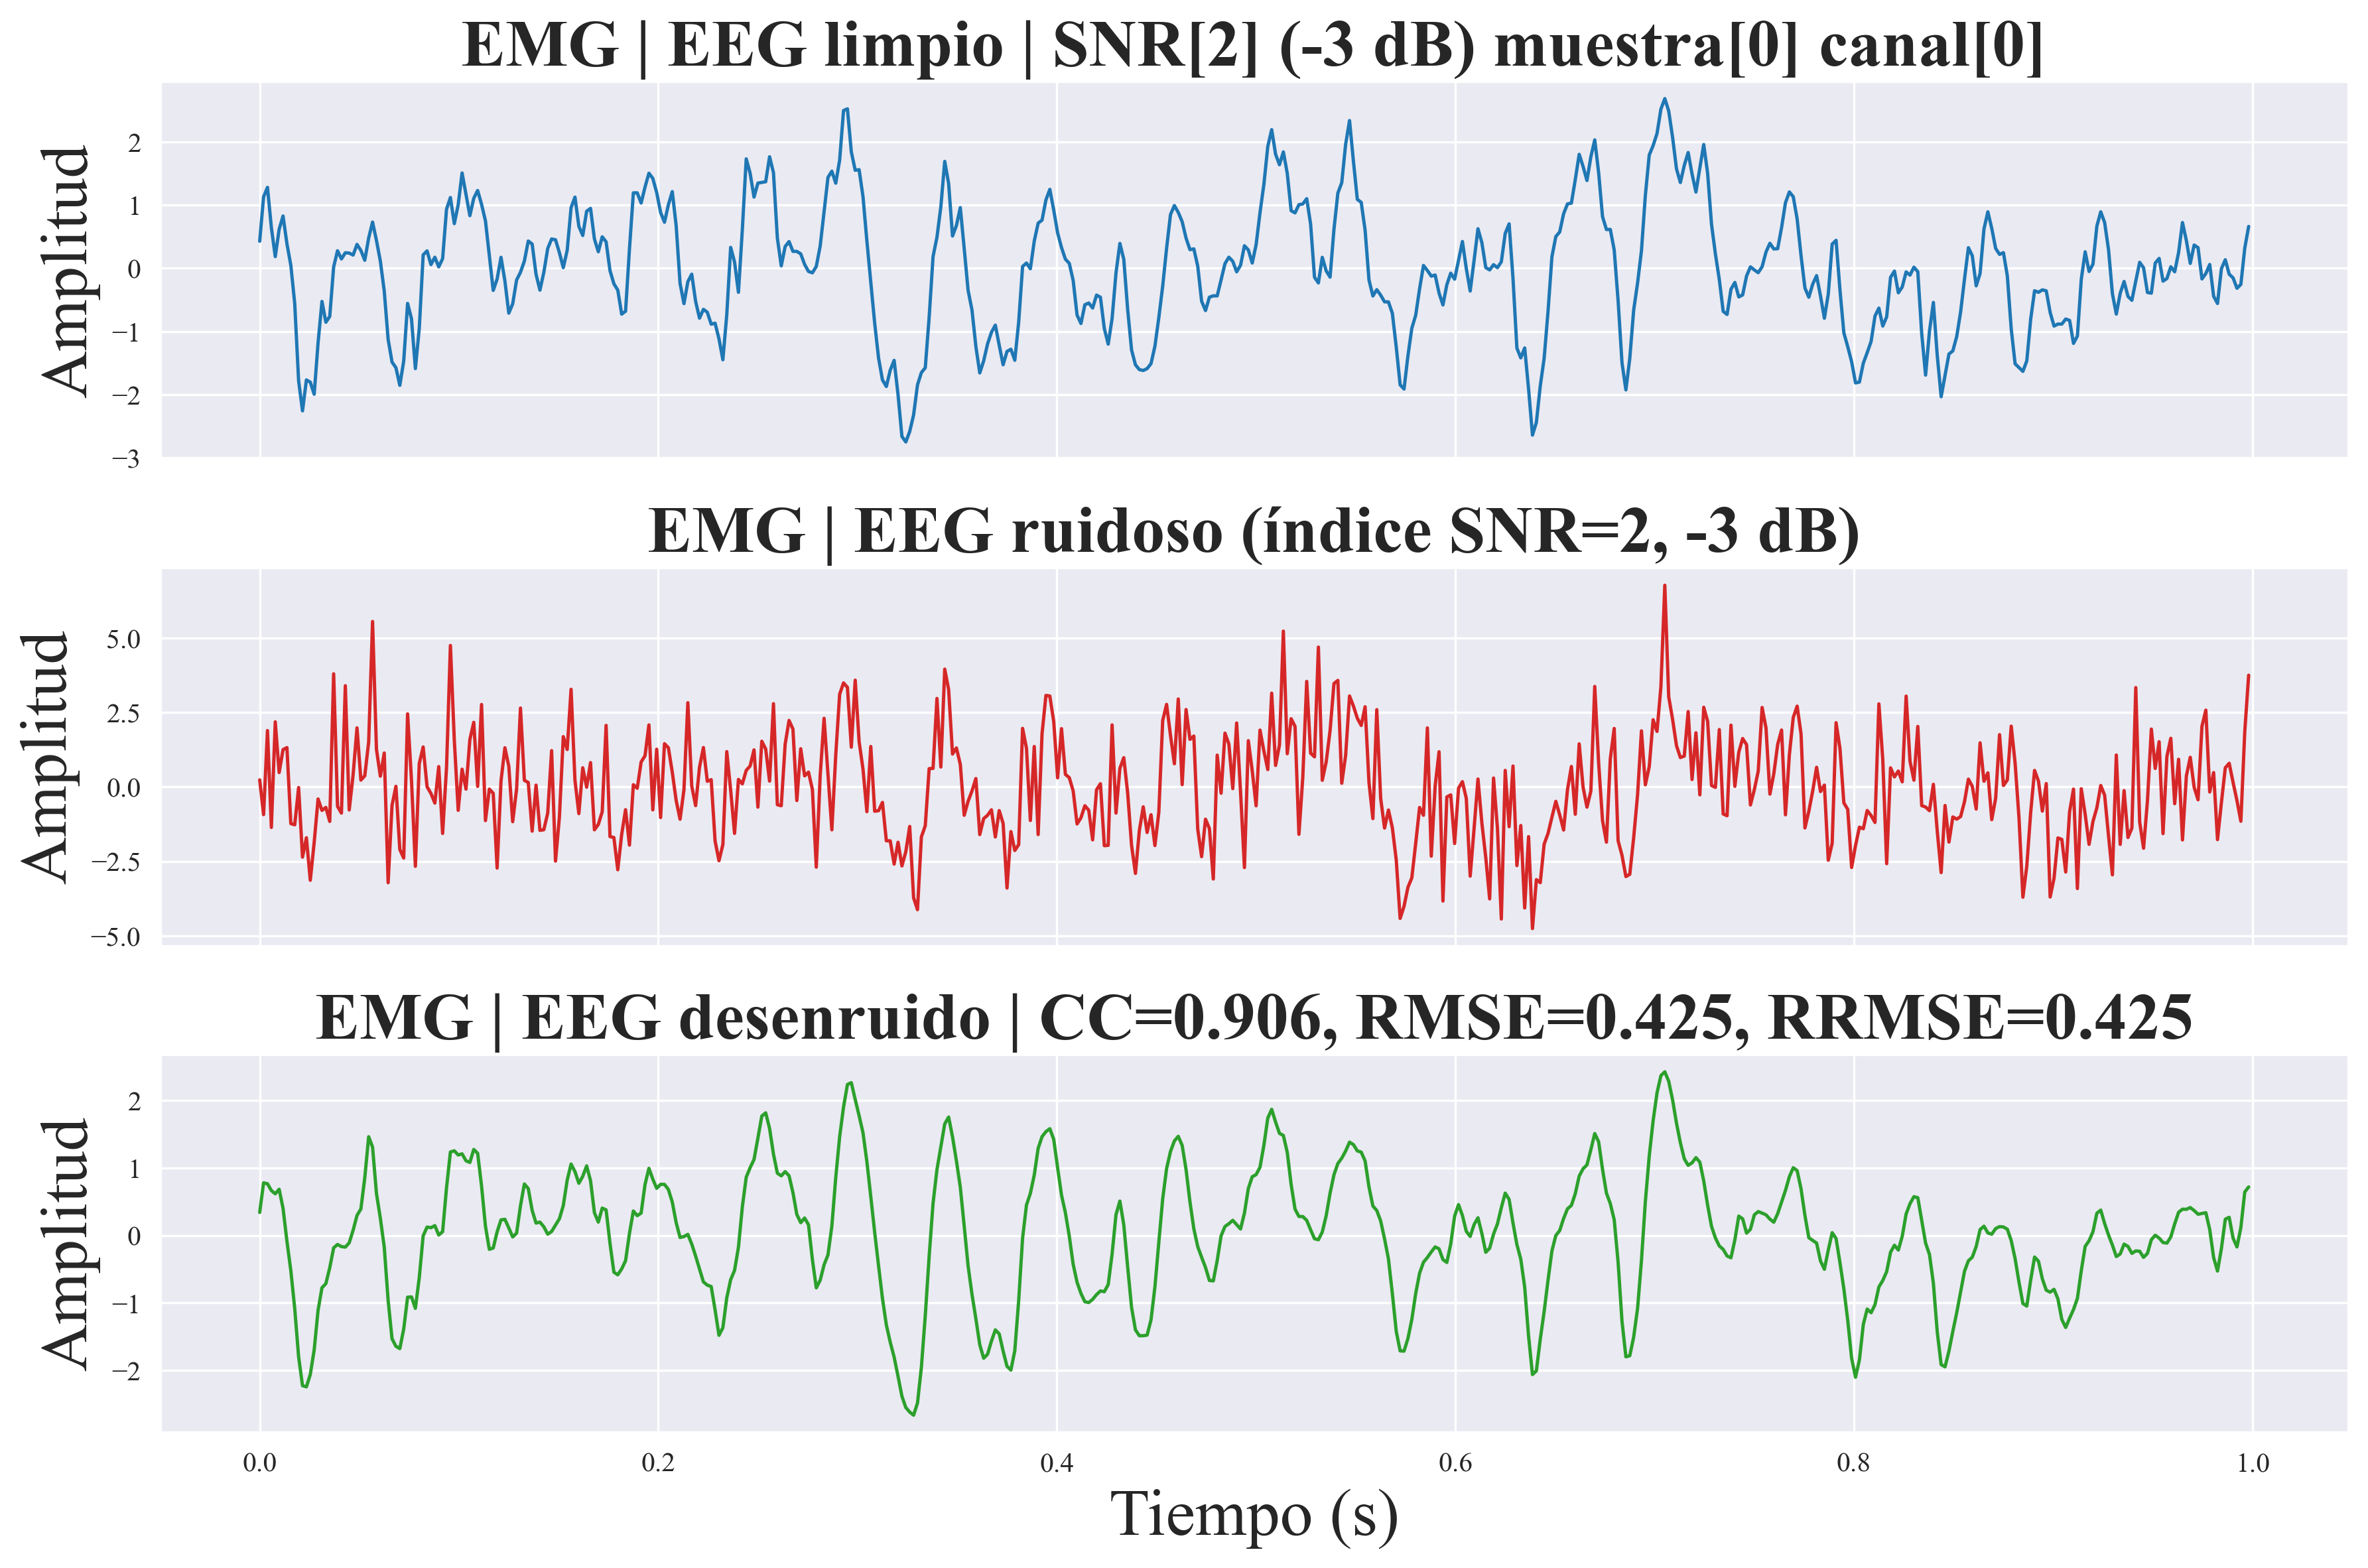 EMG | EEG limpio | SNR[2] (-3 dB) muestra[0] canal[0]
Amplitud
2
1
0
−1
−2
−3
EMG | EEG ruidoso (índice SNR=2, -3 dB)
Amplitud
5.0
2.5
0.0
−2.5
−5.0
EMG | EEG desenruido | CC=0.906, RMSE=0.425, RRMSE=0.425
Amplitud
2
1
0
−1
−2
0.0 0.2 0.4 0.6 0.8 1.0
Tiempo (s)